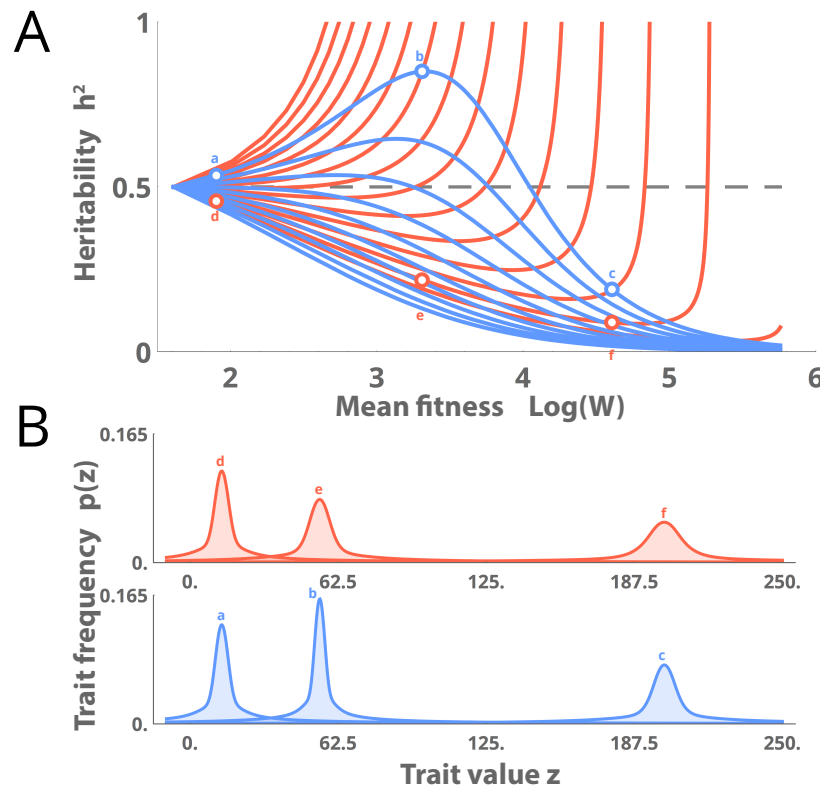 A
1
b
a
0.5
Heritability h²
d
c
e
f
0
2 3 4 5 6
Mean fitness Log(W)
B
0.165
d
e
f
0.
0. 62.5 125. 187.5 250.
Trait frequency p(z)
0.165
b
a
c
0.
0. 62.5 125. 187.5 250.
Trait value z